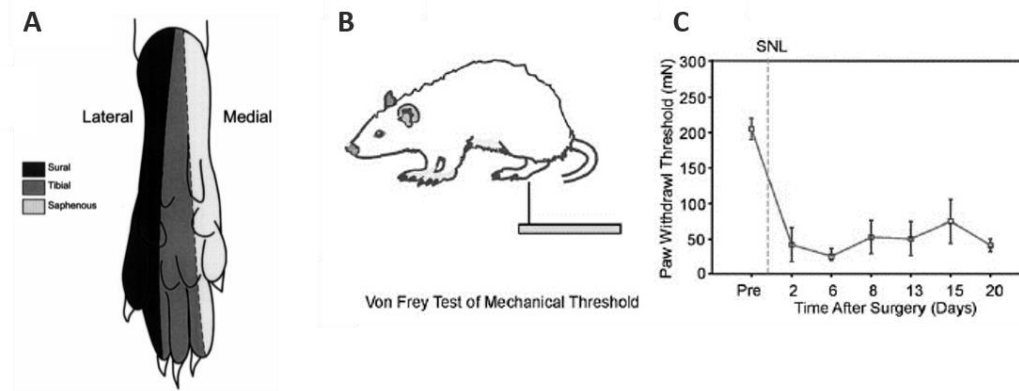 A
Lateral
Medial
Sural
Tibial
Saphenous
B
Von Frey Test of Mechanical Threshold
C
SNL
Paw Withdrawl Threshold (mN)
300
250
200
150
100
50
0
Pre 2 6 8 13 15 20
Time After Surgery (Days)